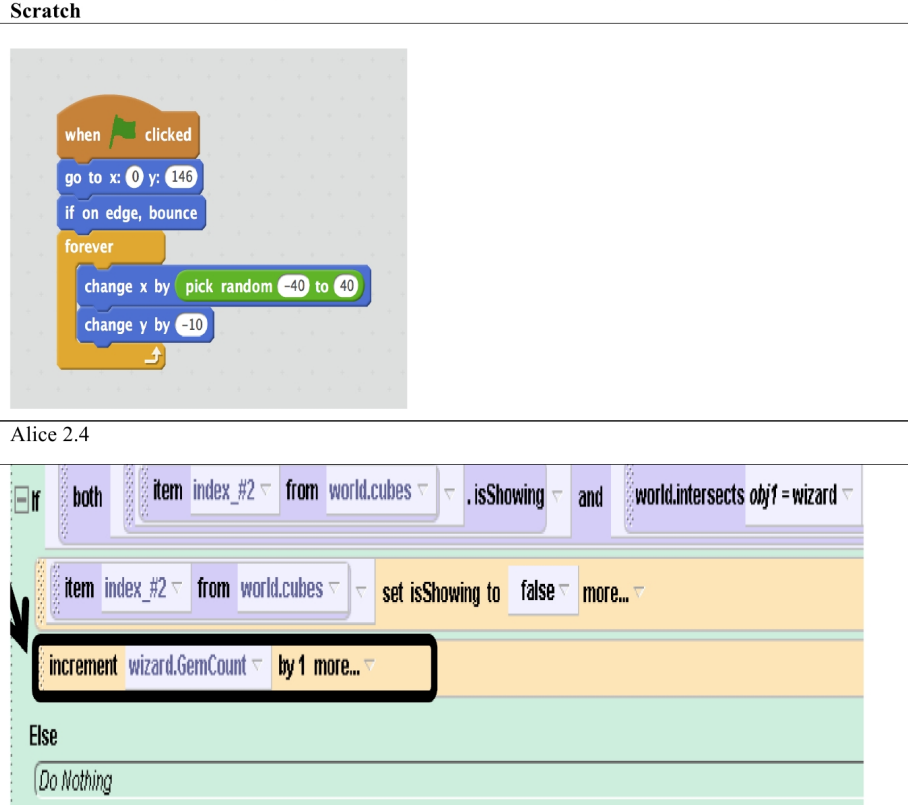 Scratch
when clicked
go to x: 0 y: 146
if on edge, bounce
forever
change x by pick random -40 to 40
change y by -10
Alice 2.4
If both item index_#2 from world.cubes . isShowing and world.intersects obj1 = wizard
item index_#2 from world.cubes set isShowing to false more...
increment wizard.GemCount by 1 more...
Else
(Do Nothing